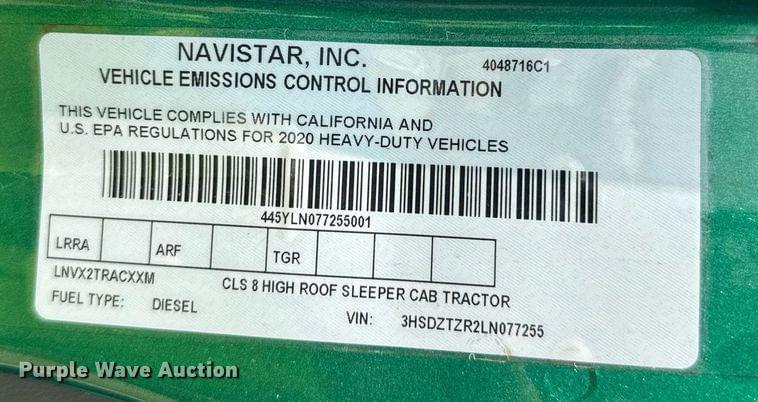 NAVISTAR, INC.
4048716C1
VEHICLE EMISSIONS CONTROL INFORMATION
THIS VEHICLE COMPLIES WITH CALIFORNIA AND
U.S. EPA REGULATIONS FOR 2020 HEAVY-DUTY VEHICLES
445YLN077255001
LRRA ARF TGR
LNVX2TRACXXM CLS 8 HIGH ROOF SLEEPER CAB TRACTOR
FUEL TYPE: DIESEL VIN: 3HSDZTZR2LN077255
Purple Wave Auction®